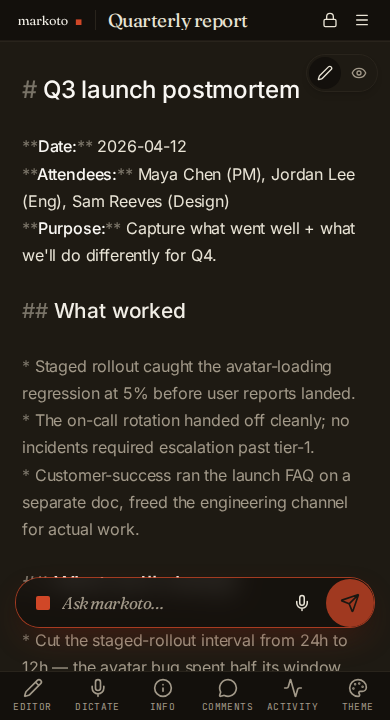 markoto
Quarterly report
# Q3 launch postmortem
**Date:** 2026-04-12
**Attendees:** Maya Chen (PM), Jordan Lee
(Eng), Sam Reeves (Design)
**Purpose:** Capture what went well + what
we'll do differently for Q4.
## What worked
* Staged rollout caught the avatar-loading
regression at 5% before user reports landed.
* The on-call rotation handed off cleanly; no
incidents required escalation past tier-1.
* Customer-success ran the launch FAQ on a
separate doc, freed the engineering channel
for actual work.
Ask markoto...
* Cut the staged-rollout interval from 24h to
12h — the avatar bug spent half its window
EDITOR
DICTATE
INFO
COMMENTS
ACTIVITY
THEME